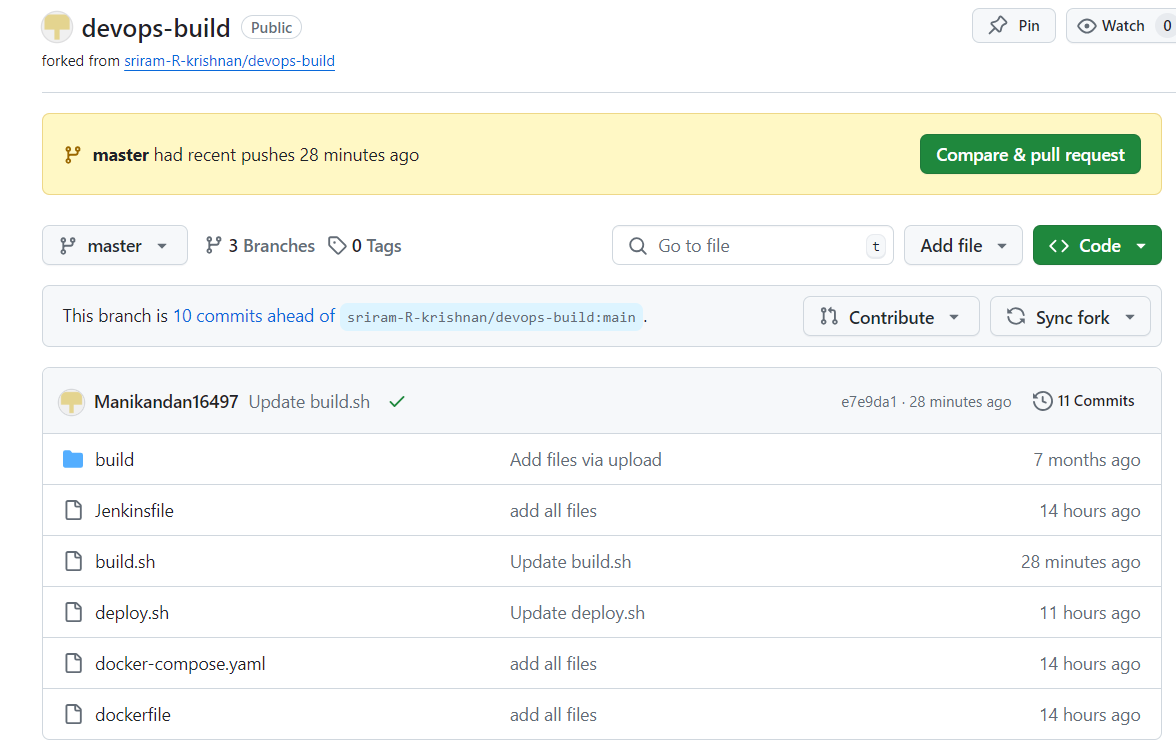 devops-build Public Pin Watch 0
forked from sriram-R-krishnan/devops-build
master had recent pushes 28 minutes ago Compare & pull request
master 3 Branches 0 Tags Go to file t Add file Code
This branch is 10 commits ahead of sriram-R-krishnan/devops-build:main . Contribute Sync fork
Manikandan16497 Update build.sh e7e9da1 · 28 minutes ago 11 Commits
build Add files via upload 7 months ago
Jenkinsfile add all files 14 hours ago
build.sh Update build.sh 28 minutes ago
deploy.sh Update deploy.sh 11 hours ago
docker-compose.yaml add all files 14 hours ago
dockerfile add all files 14 hours ago